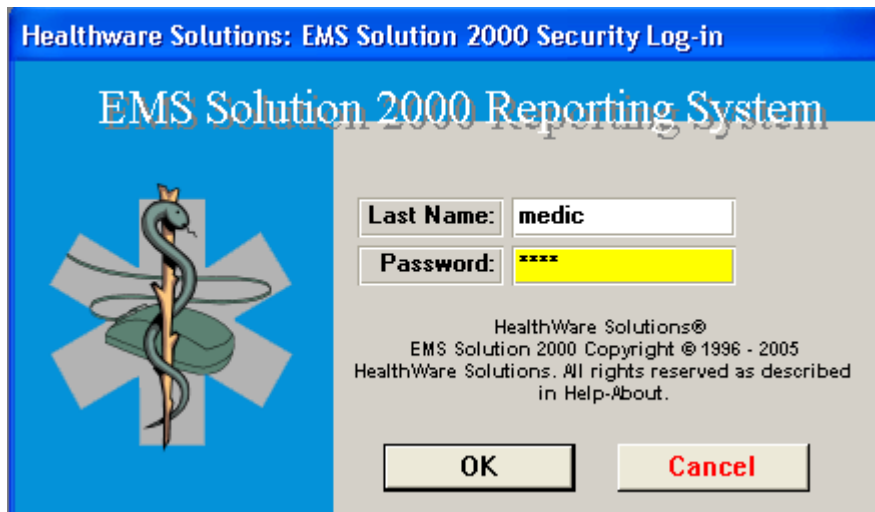 Healthware Solutions: EMS Solution 2000 Security Log-in
EMS Solution 2000 Reporting System
Last Name: medic
Password: ****
HealthWare Solutions®
EMS Solution 2000 Copyright © 1996 - 2005
HealthWare Solutions. All rights reserved as described
in Help-About.
OK Cancel